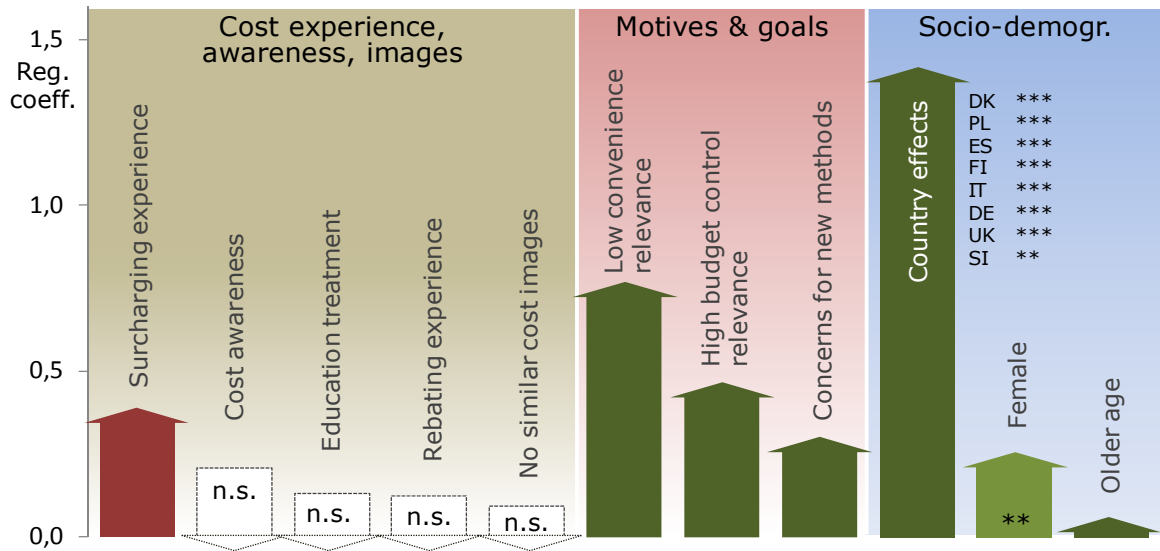 Cost experience,
awareness, images
Motives & goals
Socio-demogr.
1,5
Reg.
coeff.
1,0
0,5
0,0
Surcharging experience
Cost awareness
Education treatment
Rebating experience
No similar cost images
Low convenience
relevance
High budget control
relevance
Concerns for new methods
Country effects
Female
Older age
DK ***
PL ***
ES ***
FI ***
IT ***
DE ***
UK ***
SI **
n.s.
n.s.
n.s.
n.s.
**